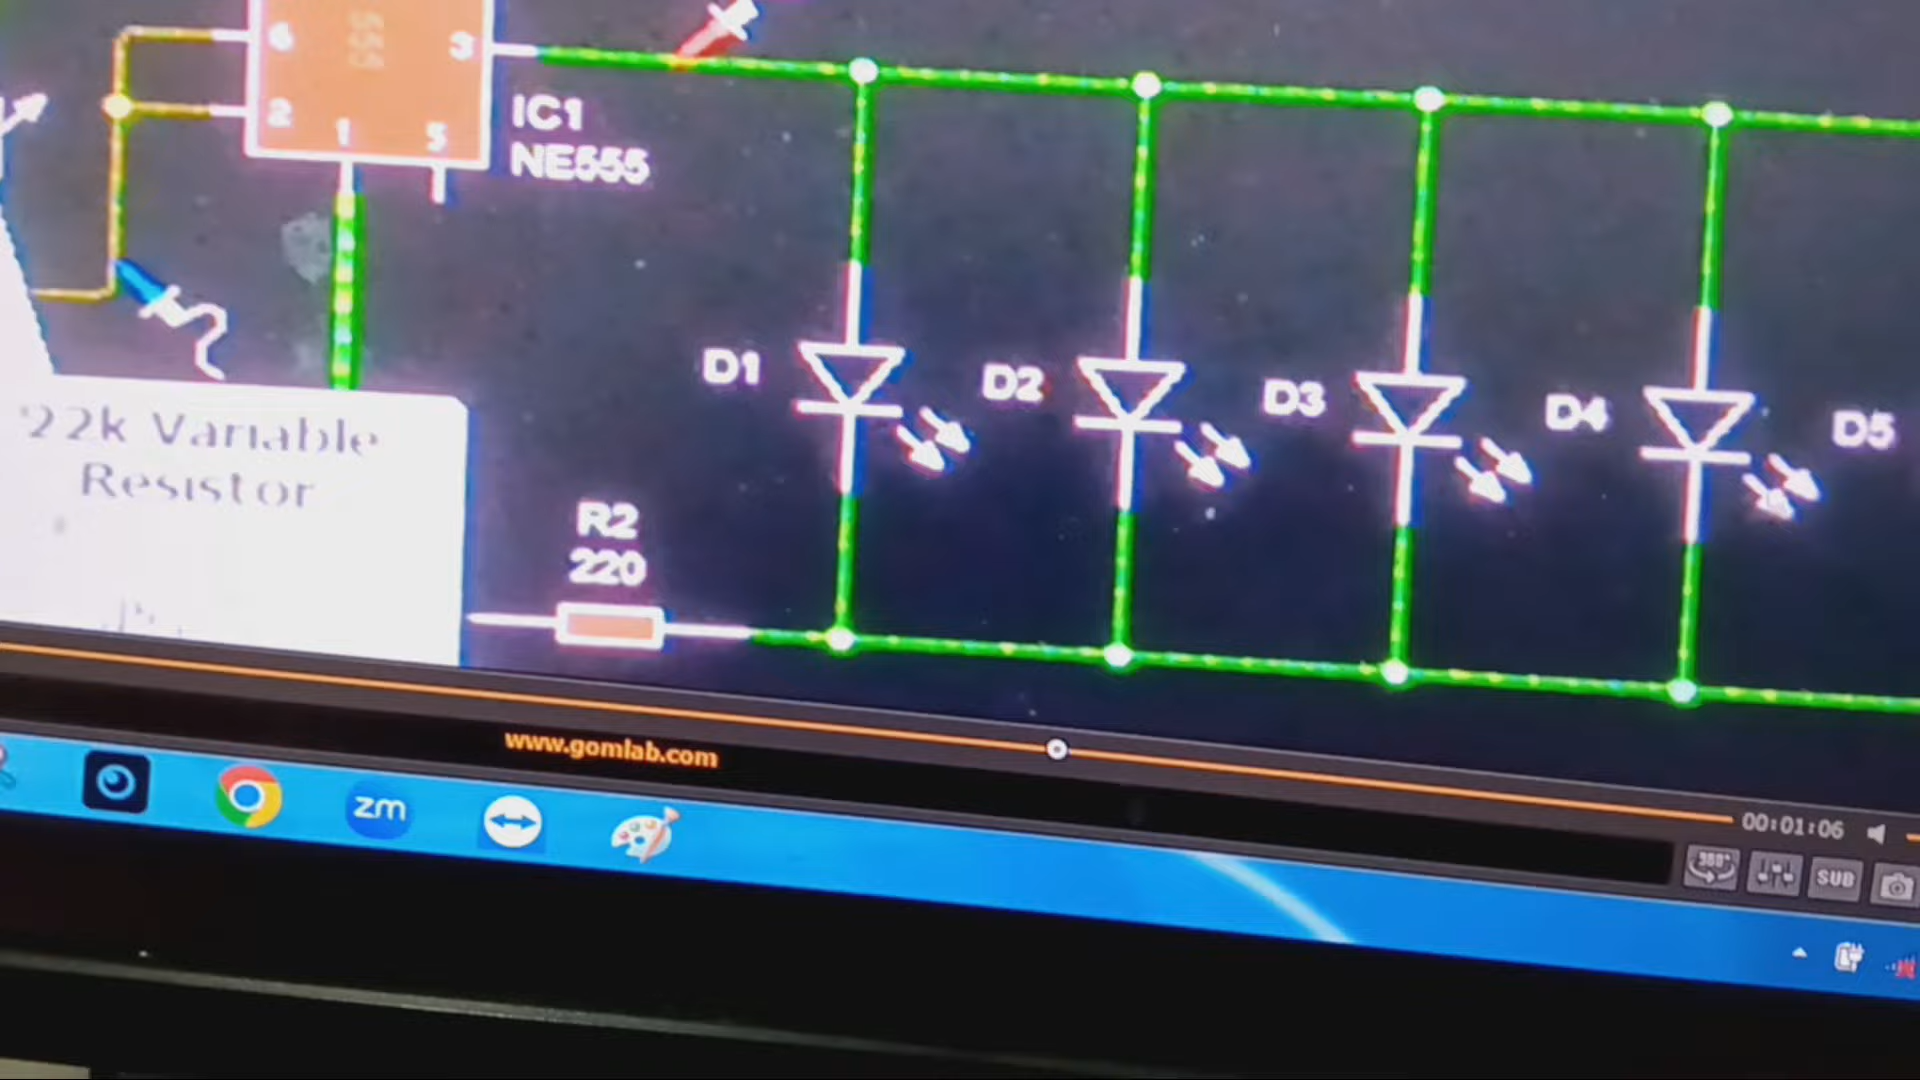 6
3
2
1
5
IC1
NE555
D1
D2
D3
D4
D5
22k Variable
Resistor
R2
220
www.gomlab.com
zm
00:01:06
360°
SUB